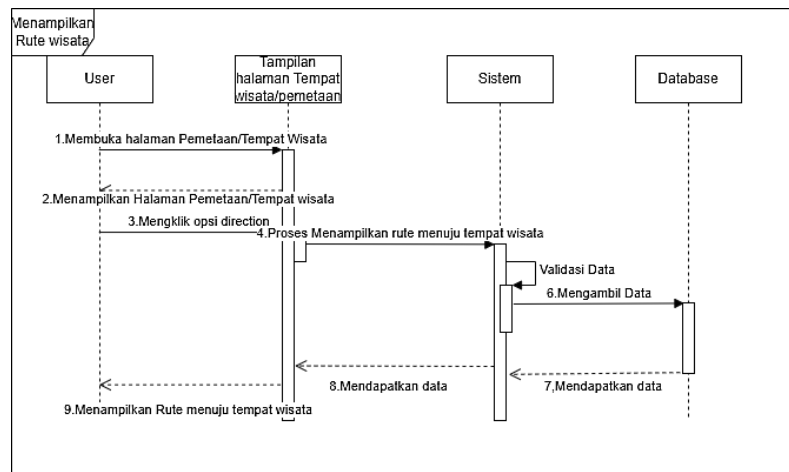 Menampilkan
Rute wisata
User
Tampilan
halaman Tempat
wisata/pemetaan
Sistem
Database
1.Membuka halaman Pemetaan/Tempat Wisata
2.Menampilkan Halaman Pemetaan/Tempat wisata
3.Mengklik opsi direction
4.Proses Menampilkan rute menuju tempat wisata
Validasi Data
6.Mengambil Data
7,Mendapatkan data
8.Mendapatkan data
9.Menampilkan Rute menuju tempat wisata